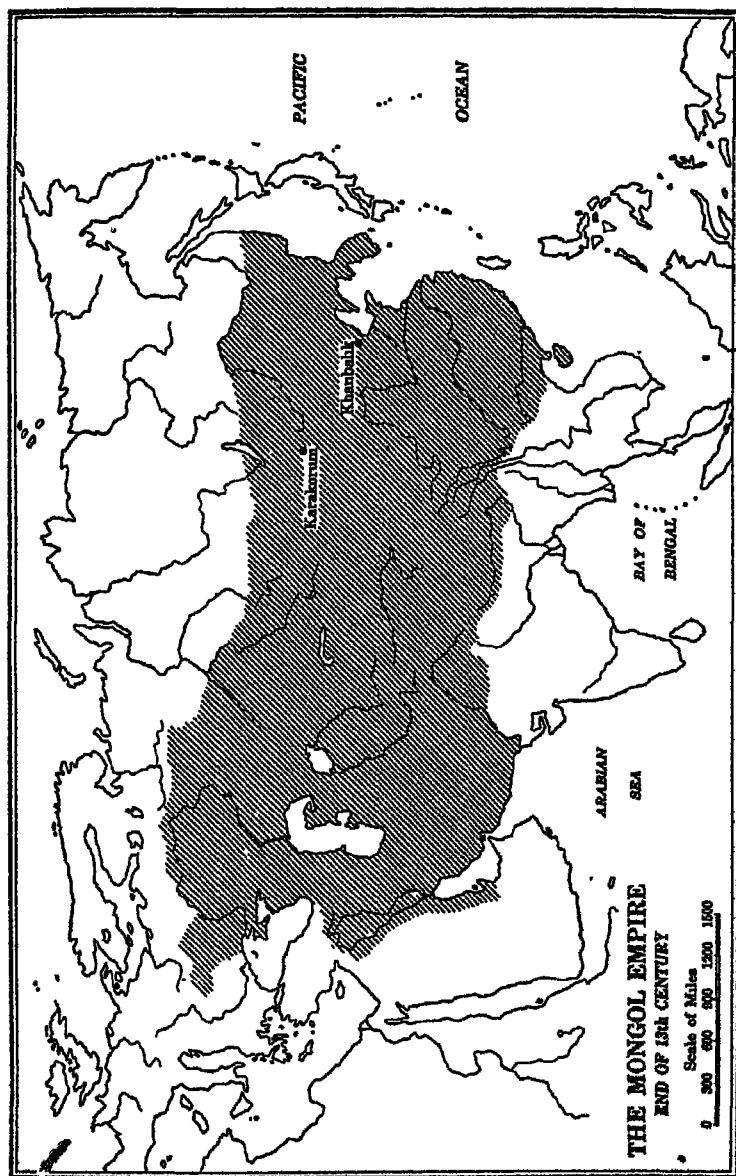 PACIFIC
OCEAN
Khanbalik
Karakorum
BAY OF
BENGAL
ARABIAN
SEA
THE MONGOL EMPIRE
END OF 13th CENTURY
Scale of Miles
0 300 600 900 1200 1500